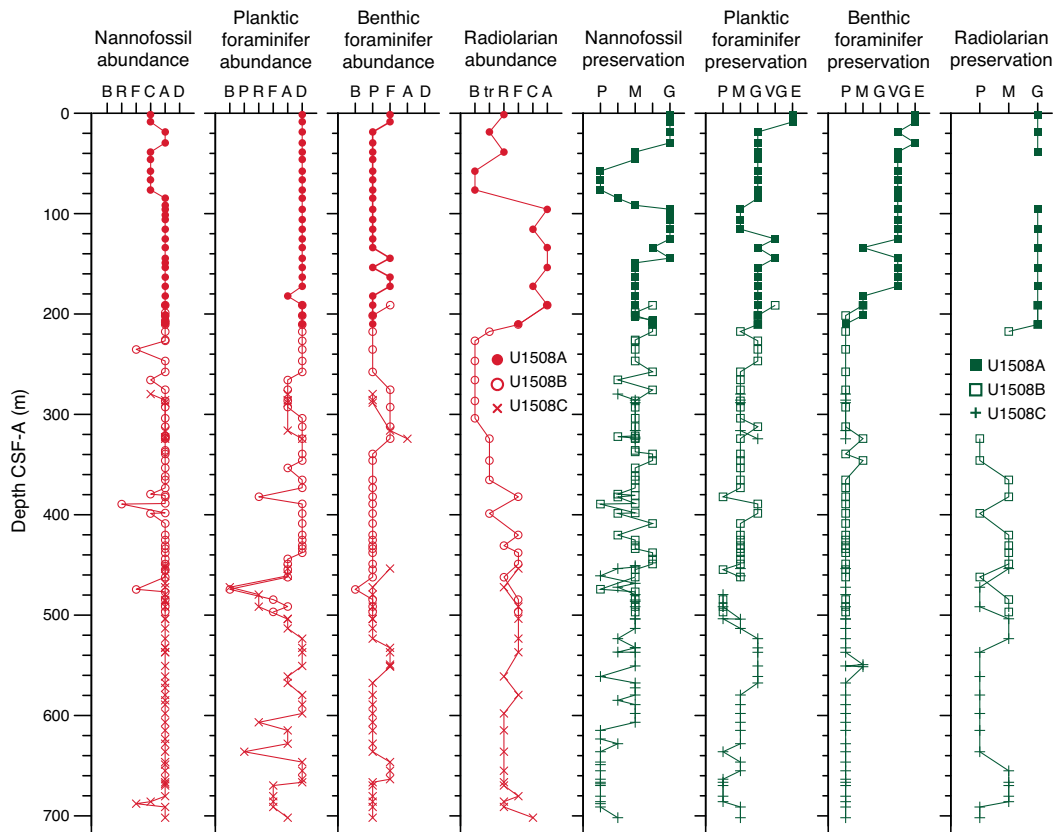 Nannofossil
abundance
Planktic
foraminifer
abundance
Benthic
foraminifer
abundance
Radiolarian
abundance
Nannofossil
preservation
Planktic
foraminifer
preservation
Benthic
foraminifer
preservation
Radiolarian
preservation
B R F C A D
B P R F A D
B P F A D
B tr R F C A
P M G
P M G VG E
P M G VG E
P M G
0
100
200
300
400
500
600
700
Depth CSF-A (m)
U1508A
U1508B
U1508C
U1508A
U1508B
U1508C